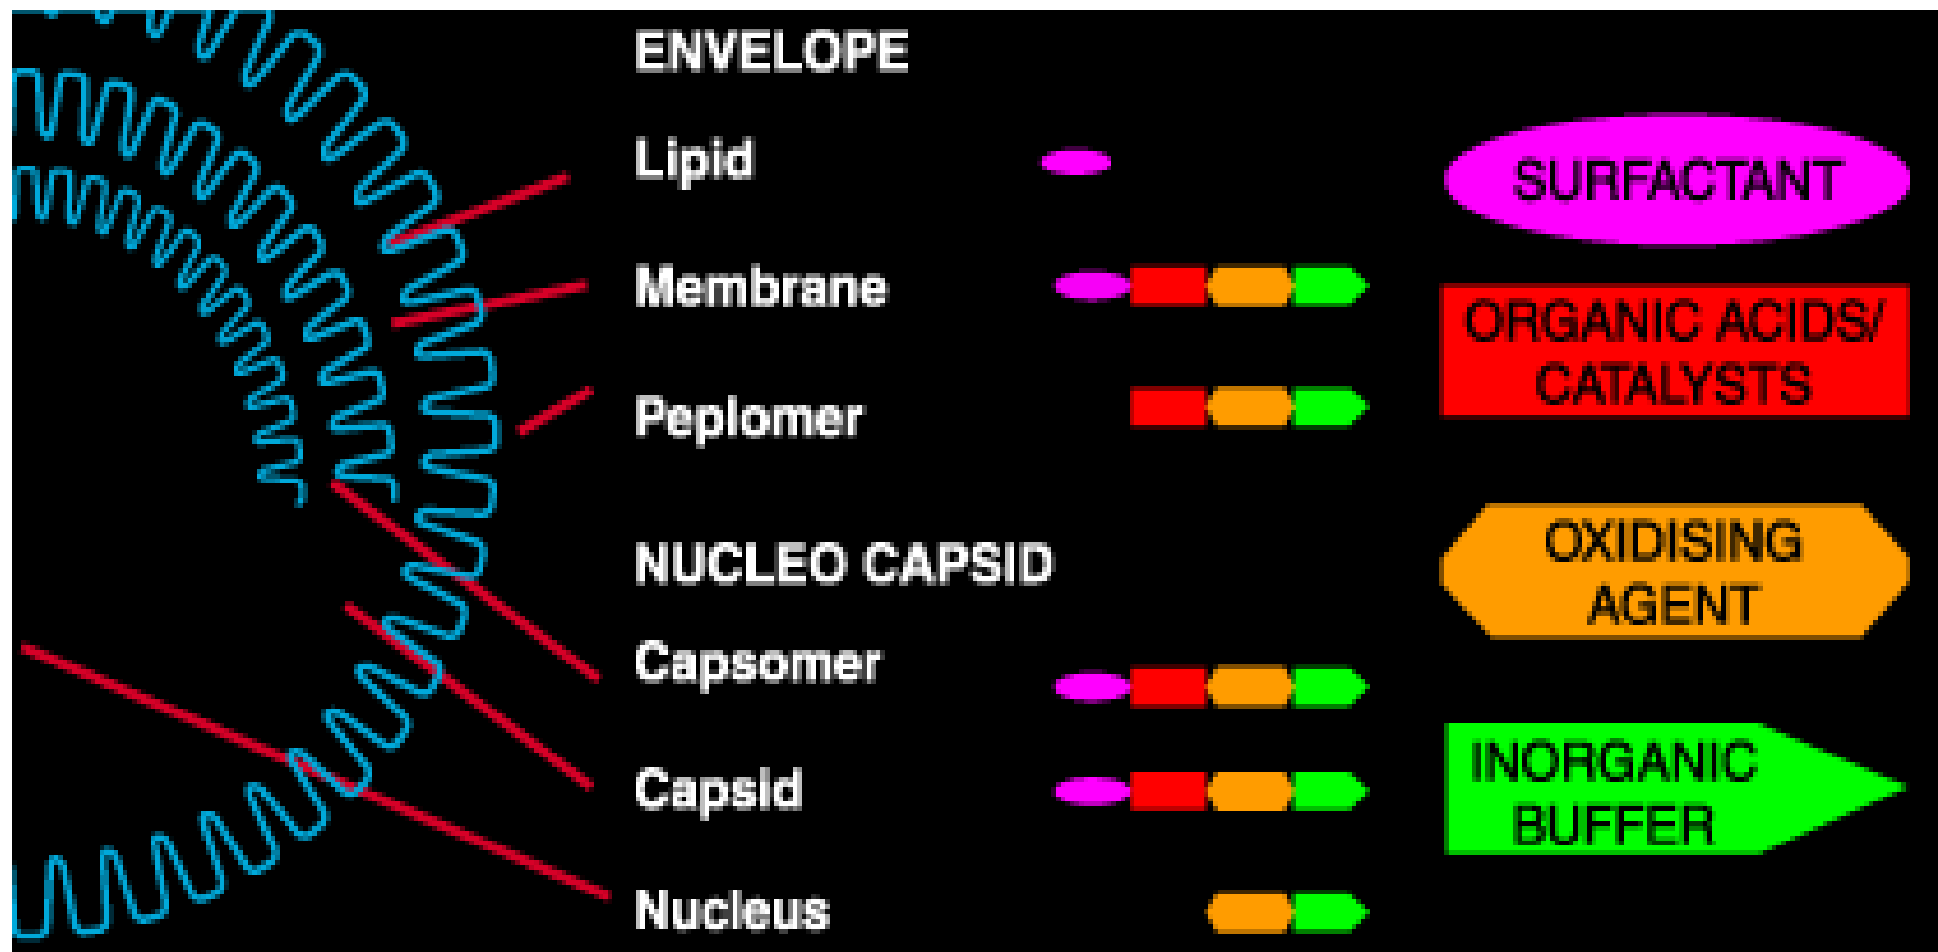 ENVELOPE
Lipid
Membrane
Peplomer
NUCLEO CAPSID
Capsomer
Capsid
Nucleus
SURFACTANT
ORGANIC ACIDS/
CATALYSTS
OXIDISING
AGENT
INORGANIC
BUFFER